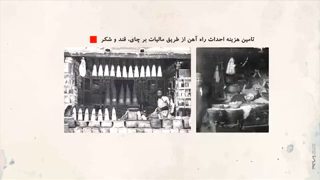 تامین هزینه احداث راه آهن از طریق مالیات بر چای، قند و شکر